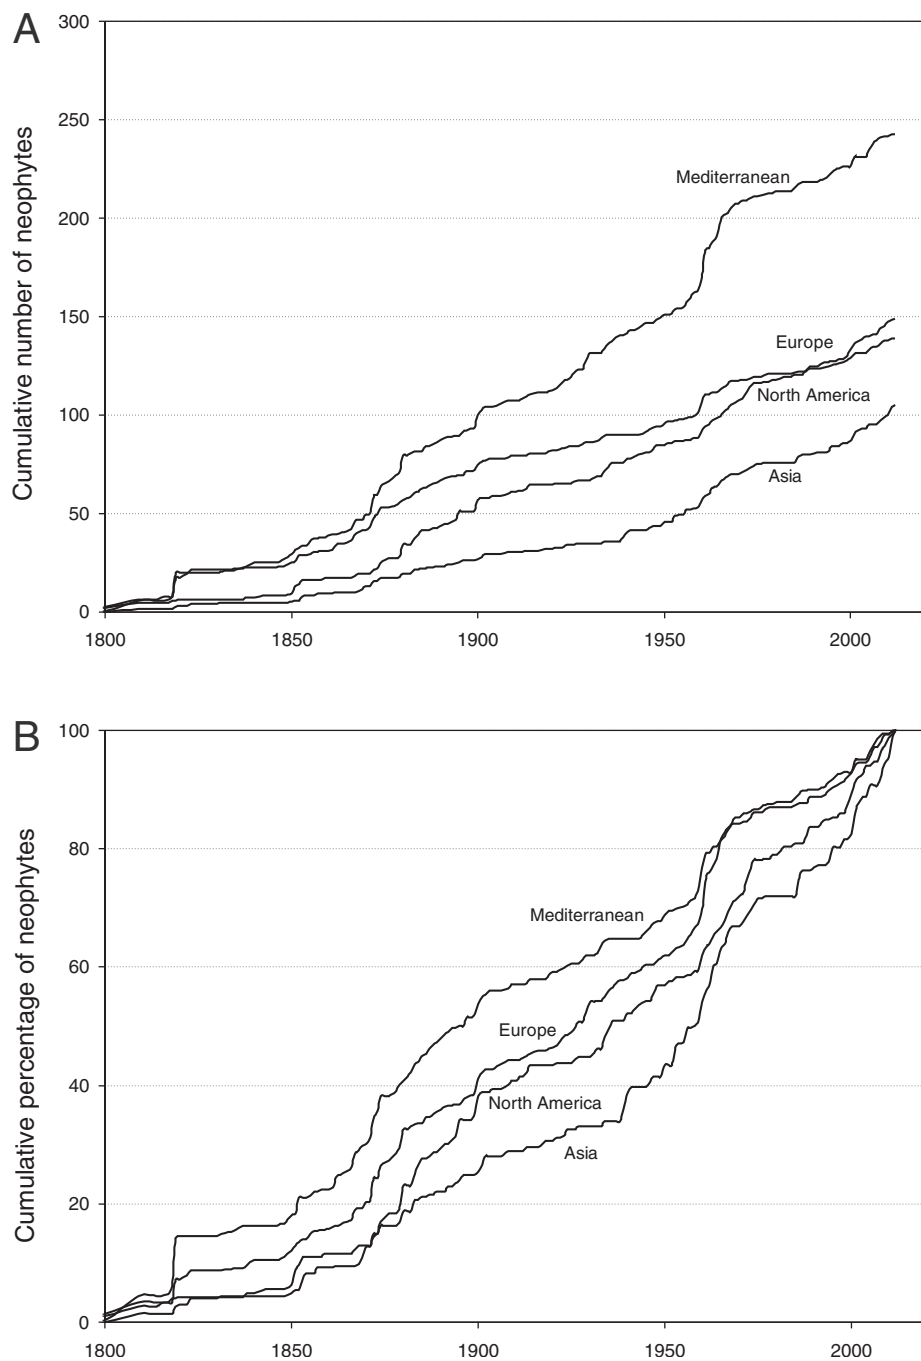 A
Cumulative number of neophytes
300
250
200
150
100
50
0
Mediterranean
Europe
North America
Asia
1800 1850 1900 1950 2000
B
Cumulative percentage of neophytes
100
80
60
40
20
0
Mediterranean
Europe
North America
Asia
1800 1850 1900 1950 2000